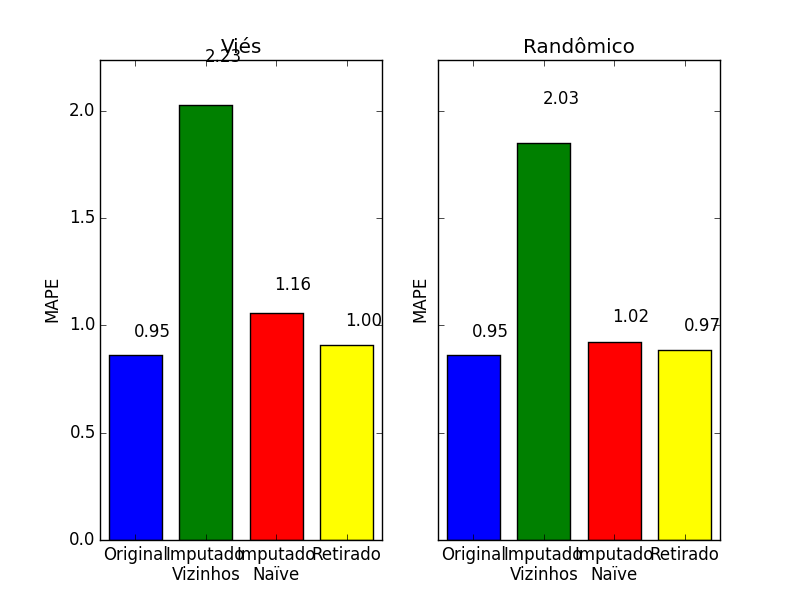 Viés
Randômico
2.23
2.03
2.0
1.5
1.16
1.02
0.95
1.00
0.95
0.97
1.0
0.5
0.0
MAPE
MAPE
Original Imputado Imputado Retirado
Vizinhos Naïve
Original Imputado Imputado Retirado
Vizinhos Naïve